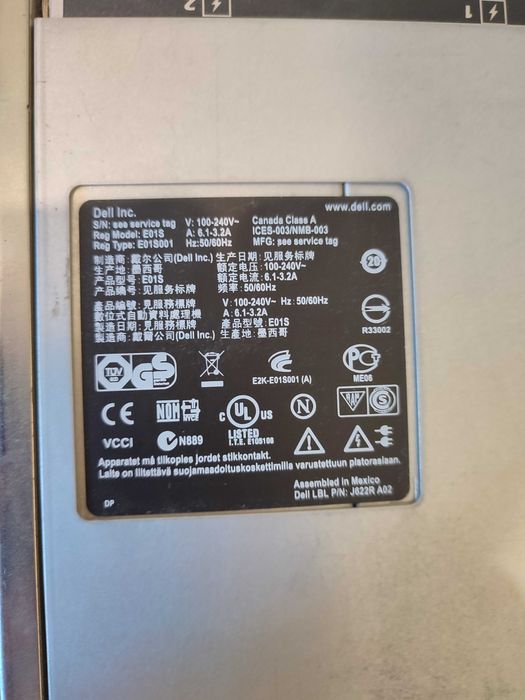 2
1
Dell Inc.
www.dell.com
S/N: see service tag V: 100-240V~ Canada Class A
Reg Model: E01S A: 6.1-3.2A ICES-003/NMB-003
Reg Type: E01S001 Hz:50/60Hz MFG: see service tag
制造商：戴尔公司(Dell Inc.) 生产日期：见服务标牌
生产地：墨西哥 额定电压：100-240V~
产品型号：E01S 额定电流：6.1-3.2A
产品编号：见服务标牌 频率：50/60Hz
20
產品編號：見服務標牌 V：100-240V~ Hz：50/60Hz
數位式自動資料處理機 A：6.1-3.2A
製造日期：見服務標牌 產品型號：E01S
製造商：戴爾公司(Dell Inc.) 生產地：墨西哥
R33002
TÜV GS
E2K-E01S001 (A)
ME06
CE NOM C UL US N S
LISTED
I.T.E. E109108
VCCI N889
Apparatet må tilkoples jordet stikkontakt.
Laite on liitettävä suojamaadoituskoskettimilla varustettuun pistorasiaan.
Assembled in Mexico
DP
Dell LBL P/N: J622R A02